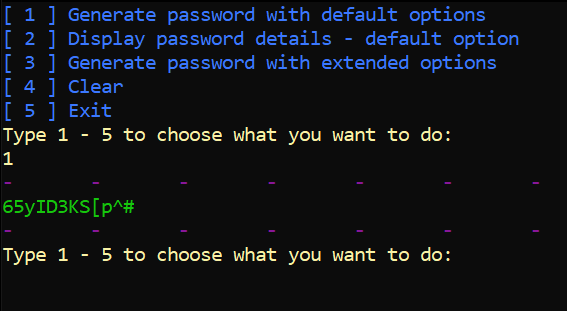 [ 1 ] Generate password with default options
[ 2 ] Display password details - default option
[ 3 ] Generate password with extended options
[ 4 ] Clear
[ 5 ] Exit
Type 1 - 5 to choose what you want to do:
1
- - - - - - -
65yID3KS[p^#
- - - - - - -
Type 1 - 5 to choose what you want to do: